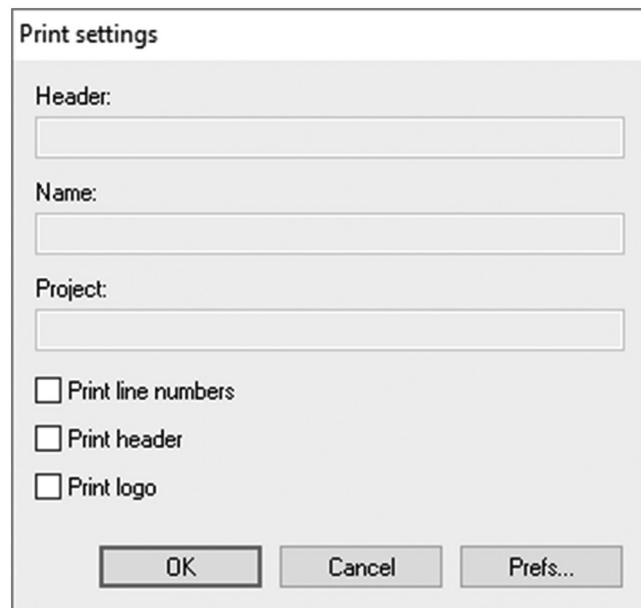 Print settings
Header:
Name:
Project:
Print line numbers
Print header
Print logo
OK Cancel Prefs...